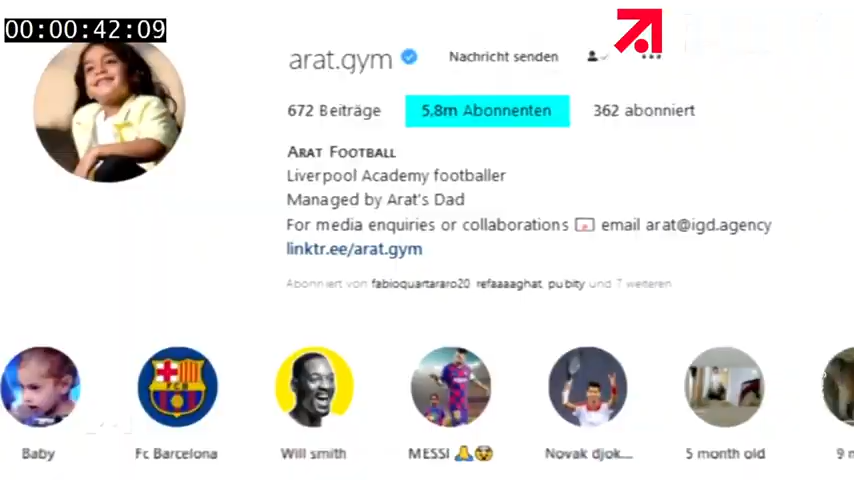 00:00:42:09
arat.gym Nachricht senden
672 Beiträge 5,8m Abonnenten 362 abonniert
ARAT FOOTBALL
Liverpool Academy footballer
Managed by Arat's Dad
For media enquiries or collaborations 📧 email arat@igd.agency
linktr.ee/arat.gym
Abonniert von fabioquartararo20, refaaaaghat, pubity und 7 weiteren
Baby Fc Barcelona Will smith MESSI 🙏🤯 Novak djok... 5 month old 9 m